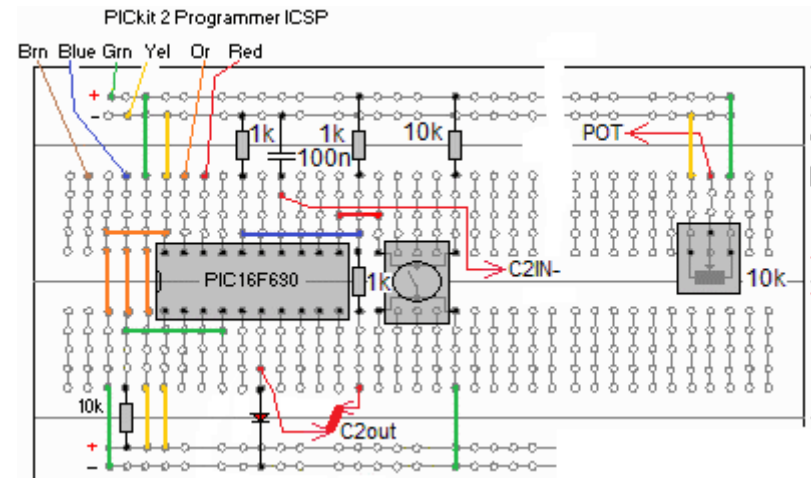 PICkit 2 Programmer ICSP
Brn Blue Grn Yel Or Red
+
−
1k
100n
1k
10k
POT
PIC16F690
1k
C2IN-
10k
10k
C2out
+
−